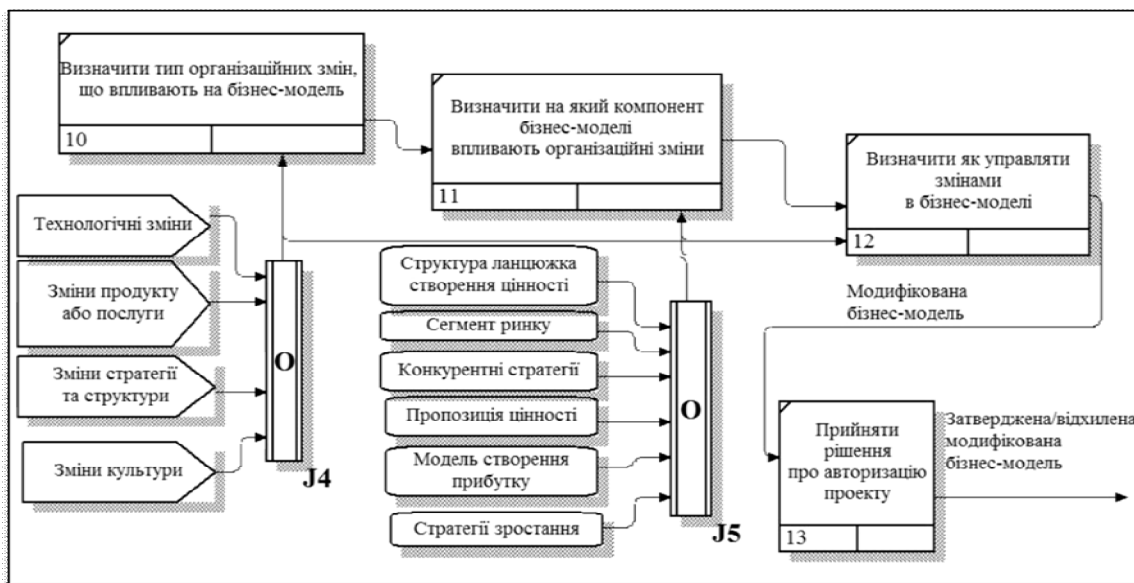 Визначити тип організаційних змін,
що впливають на бізнес-модель
10
Визначити на який компонент
бізнес-моделі
впливають організаційні зміни
11
Визначити як управляти
змінами
в бізнес-моделі
12
Технологічні зміни
Зміни продукту
або послуги
Зміни стратегії
та структури
Зміни культури
O
J4
Структура ланцюжка
створення цінності
Сегмент ринку
Конкурентні стратегії
Пропозиція цінності
Модель створення
прибутку
Стратегії зростання
O
J5
Модифікована
бізнес-модель
Прийняти
рішення
про авторизацію
проекту
13
Затверджена/відхилена
модифікована
бізнес-модель